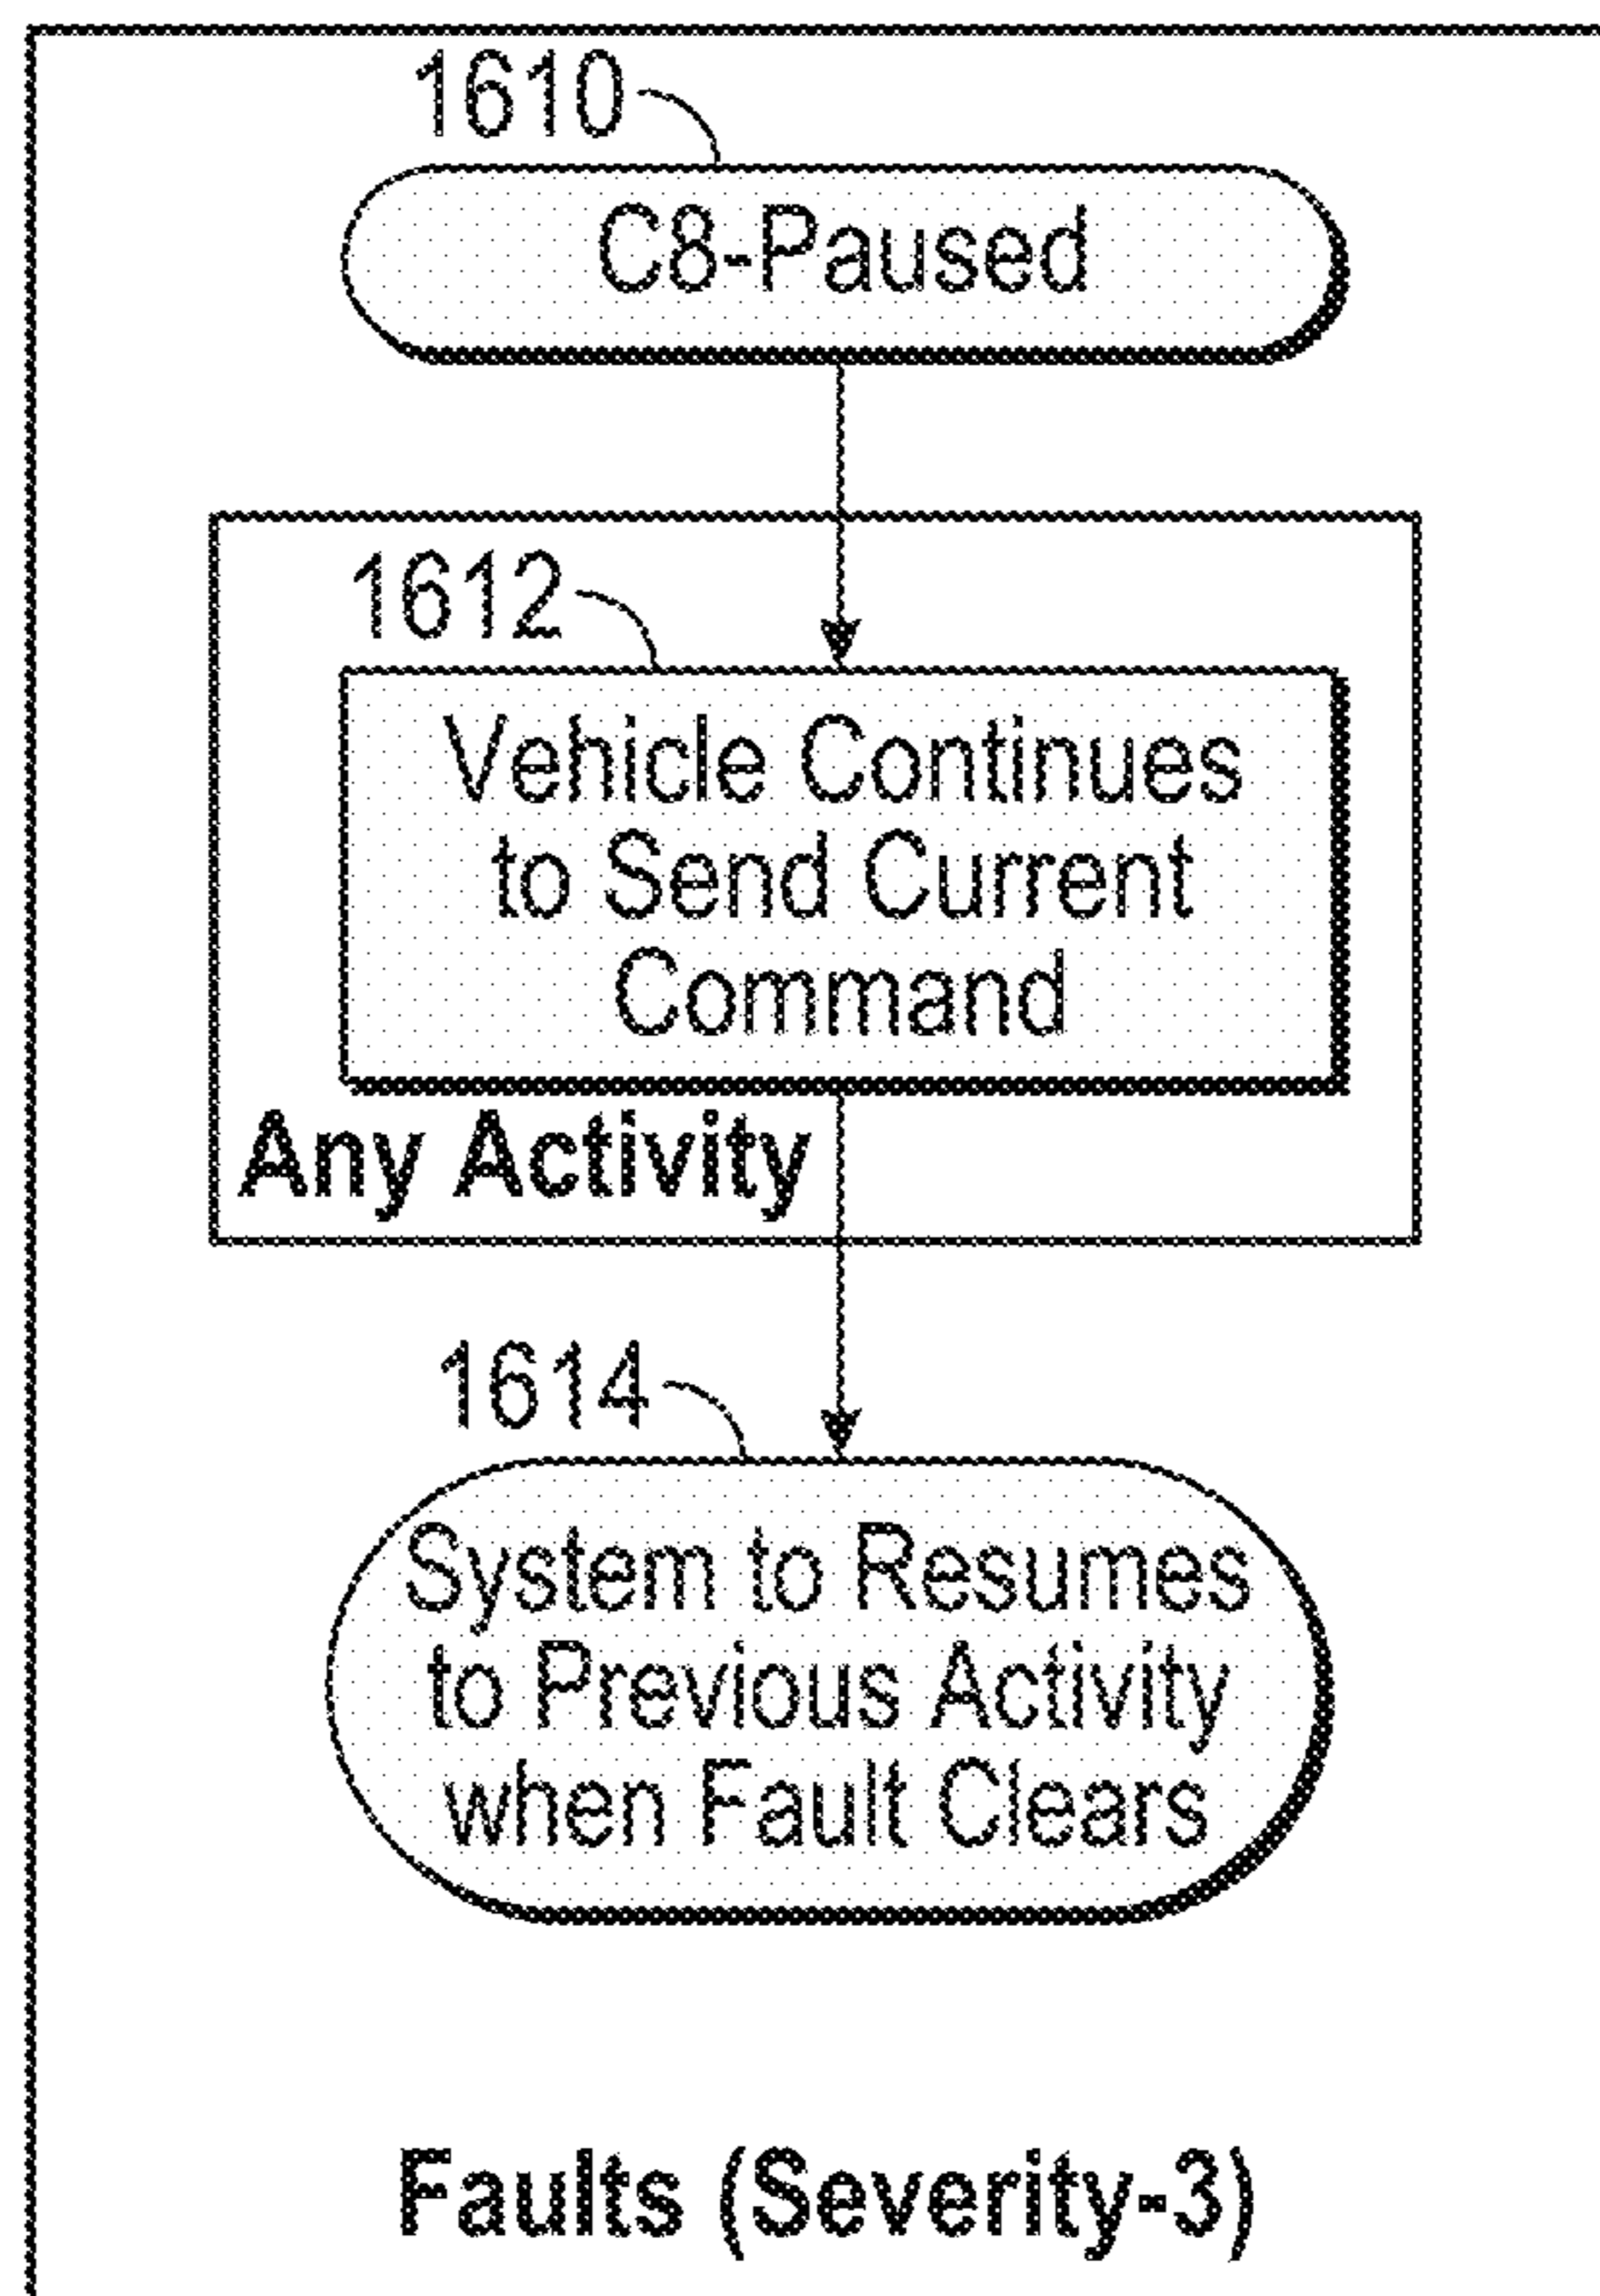 1610
C8-Paused
1612
Vehicle Continues
to Send Current
Command
Any Activity
1614
System to Resumes
to Previous Activity
when Fault Clears
Faults (Severity-3)